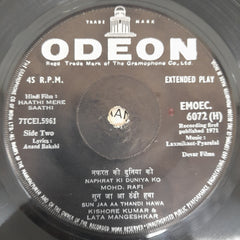 TRADE MARK
ODEON
Regd Trade Mark of The Gramophone Co., Ltd.
45 R.P.M.
EXTENDED PLAY
Hindi Film :
HAATHI MERE
SAATHI
EMOEC.
6072 (H)
7TCEI.5961
Recording first
published 1971
Side Two
Music :
Laxmikant-Pyarelal
Lyrics :
Anand Bakshi
Devar Films
नफ़रत की दुनिया को
NAPHRAT KI DUNIYA KO
MOHD. RAFI
सुन जा आ ठंडी हवा
SUN JAA AA THANDI HAWA
KISHORE KUMAR &
LATA MANGESHKAR